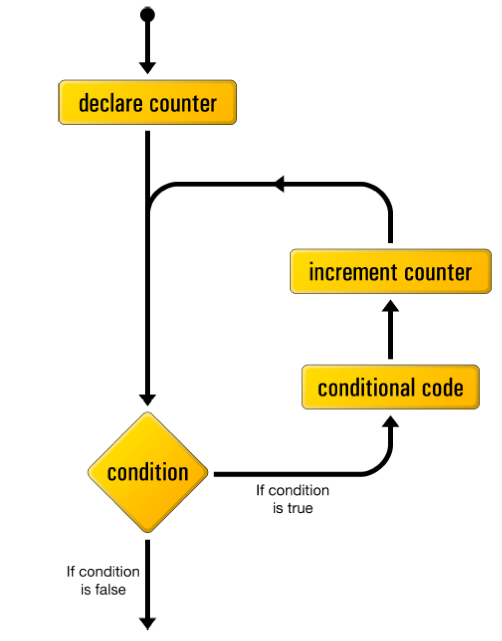 declare counter
increment counter
conditional code
condition
If condition
is true
If condition
is false